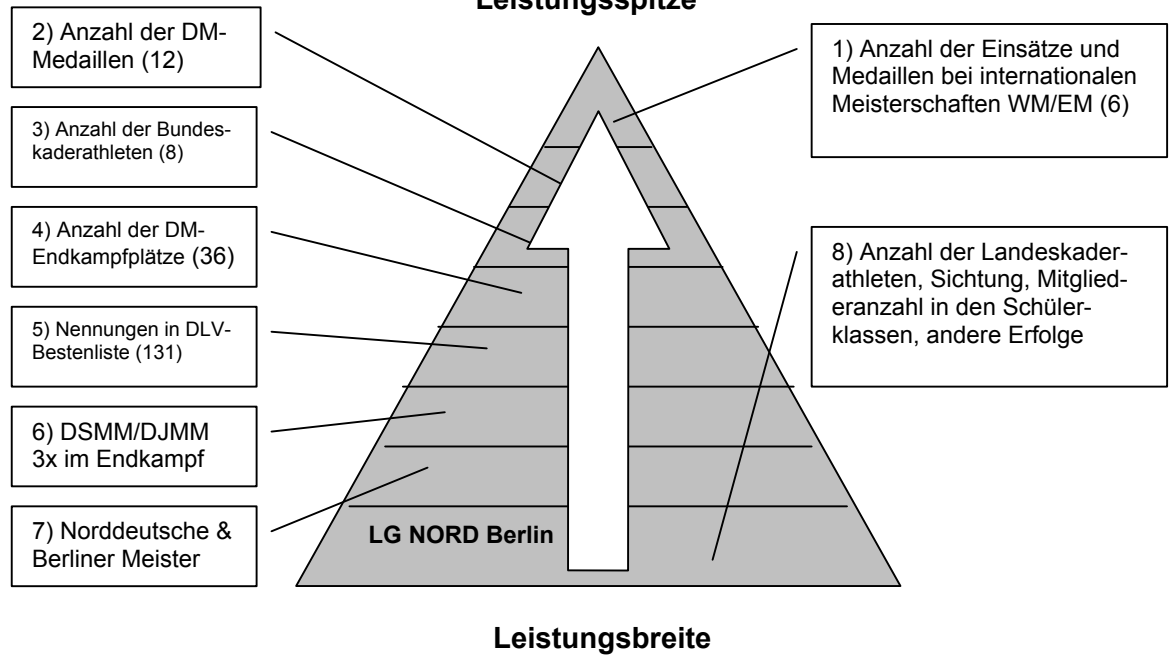 Leistungsspitze
2) Anzahl der DM-
Medaillen (12)
1) Anzahl der Einsätze und
Medaillen bei internationalen
Meisterschaften WM/EM (6)
3) Anzahl der Bundes-
kaderathleten (8)
4) Anzahl der DM-
Endkampfplätze (36)
8) Anzahl der Landeskader-
athleten, Sichtung, Mitglied-
eranzahl in den Schüler-
klassen, andere Erfolge
5) Nennungen in DLV-
Bestenliste (131)
6) DSMM/DJMM
3x im Endkampf
7) Norddeutsche &
Berliner Meister
LG NORD Berlin
Leistungsbreite